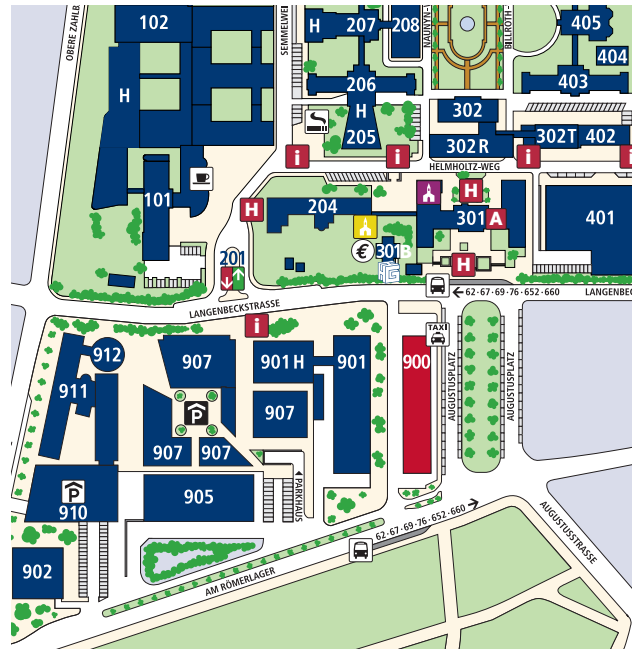 102
OBERE ZAHLB
H
SEMMELWE
H
207
208
NAUNYN-
BILLROTH-
405
404
206
403
H
205
302
302 R
302T
402
i
i
i
HELMHOLTZ-WEG
101
H
204
H
301
A
401
€
301B
H
201
62·67·69·76·652·660
LANGENBEC
LANGENBECKSTRASSE
i
TAXI
912
907
901 H
901
900
AUGUSTUSPLATZ
AUGUSTUSPLATZ
911
P
907
907
907
P
910
905
PARKHAUS
62·67·69·76·652·660
AUGUSTUSSTRASSE
902
AM RÖMERLAGER